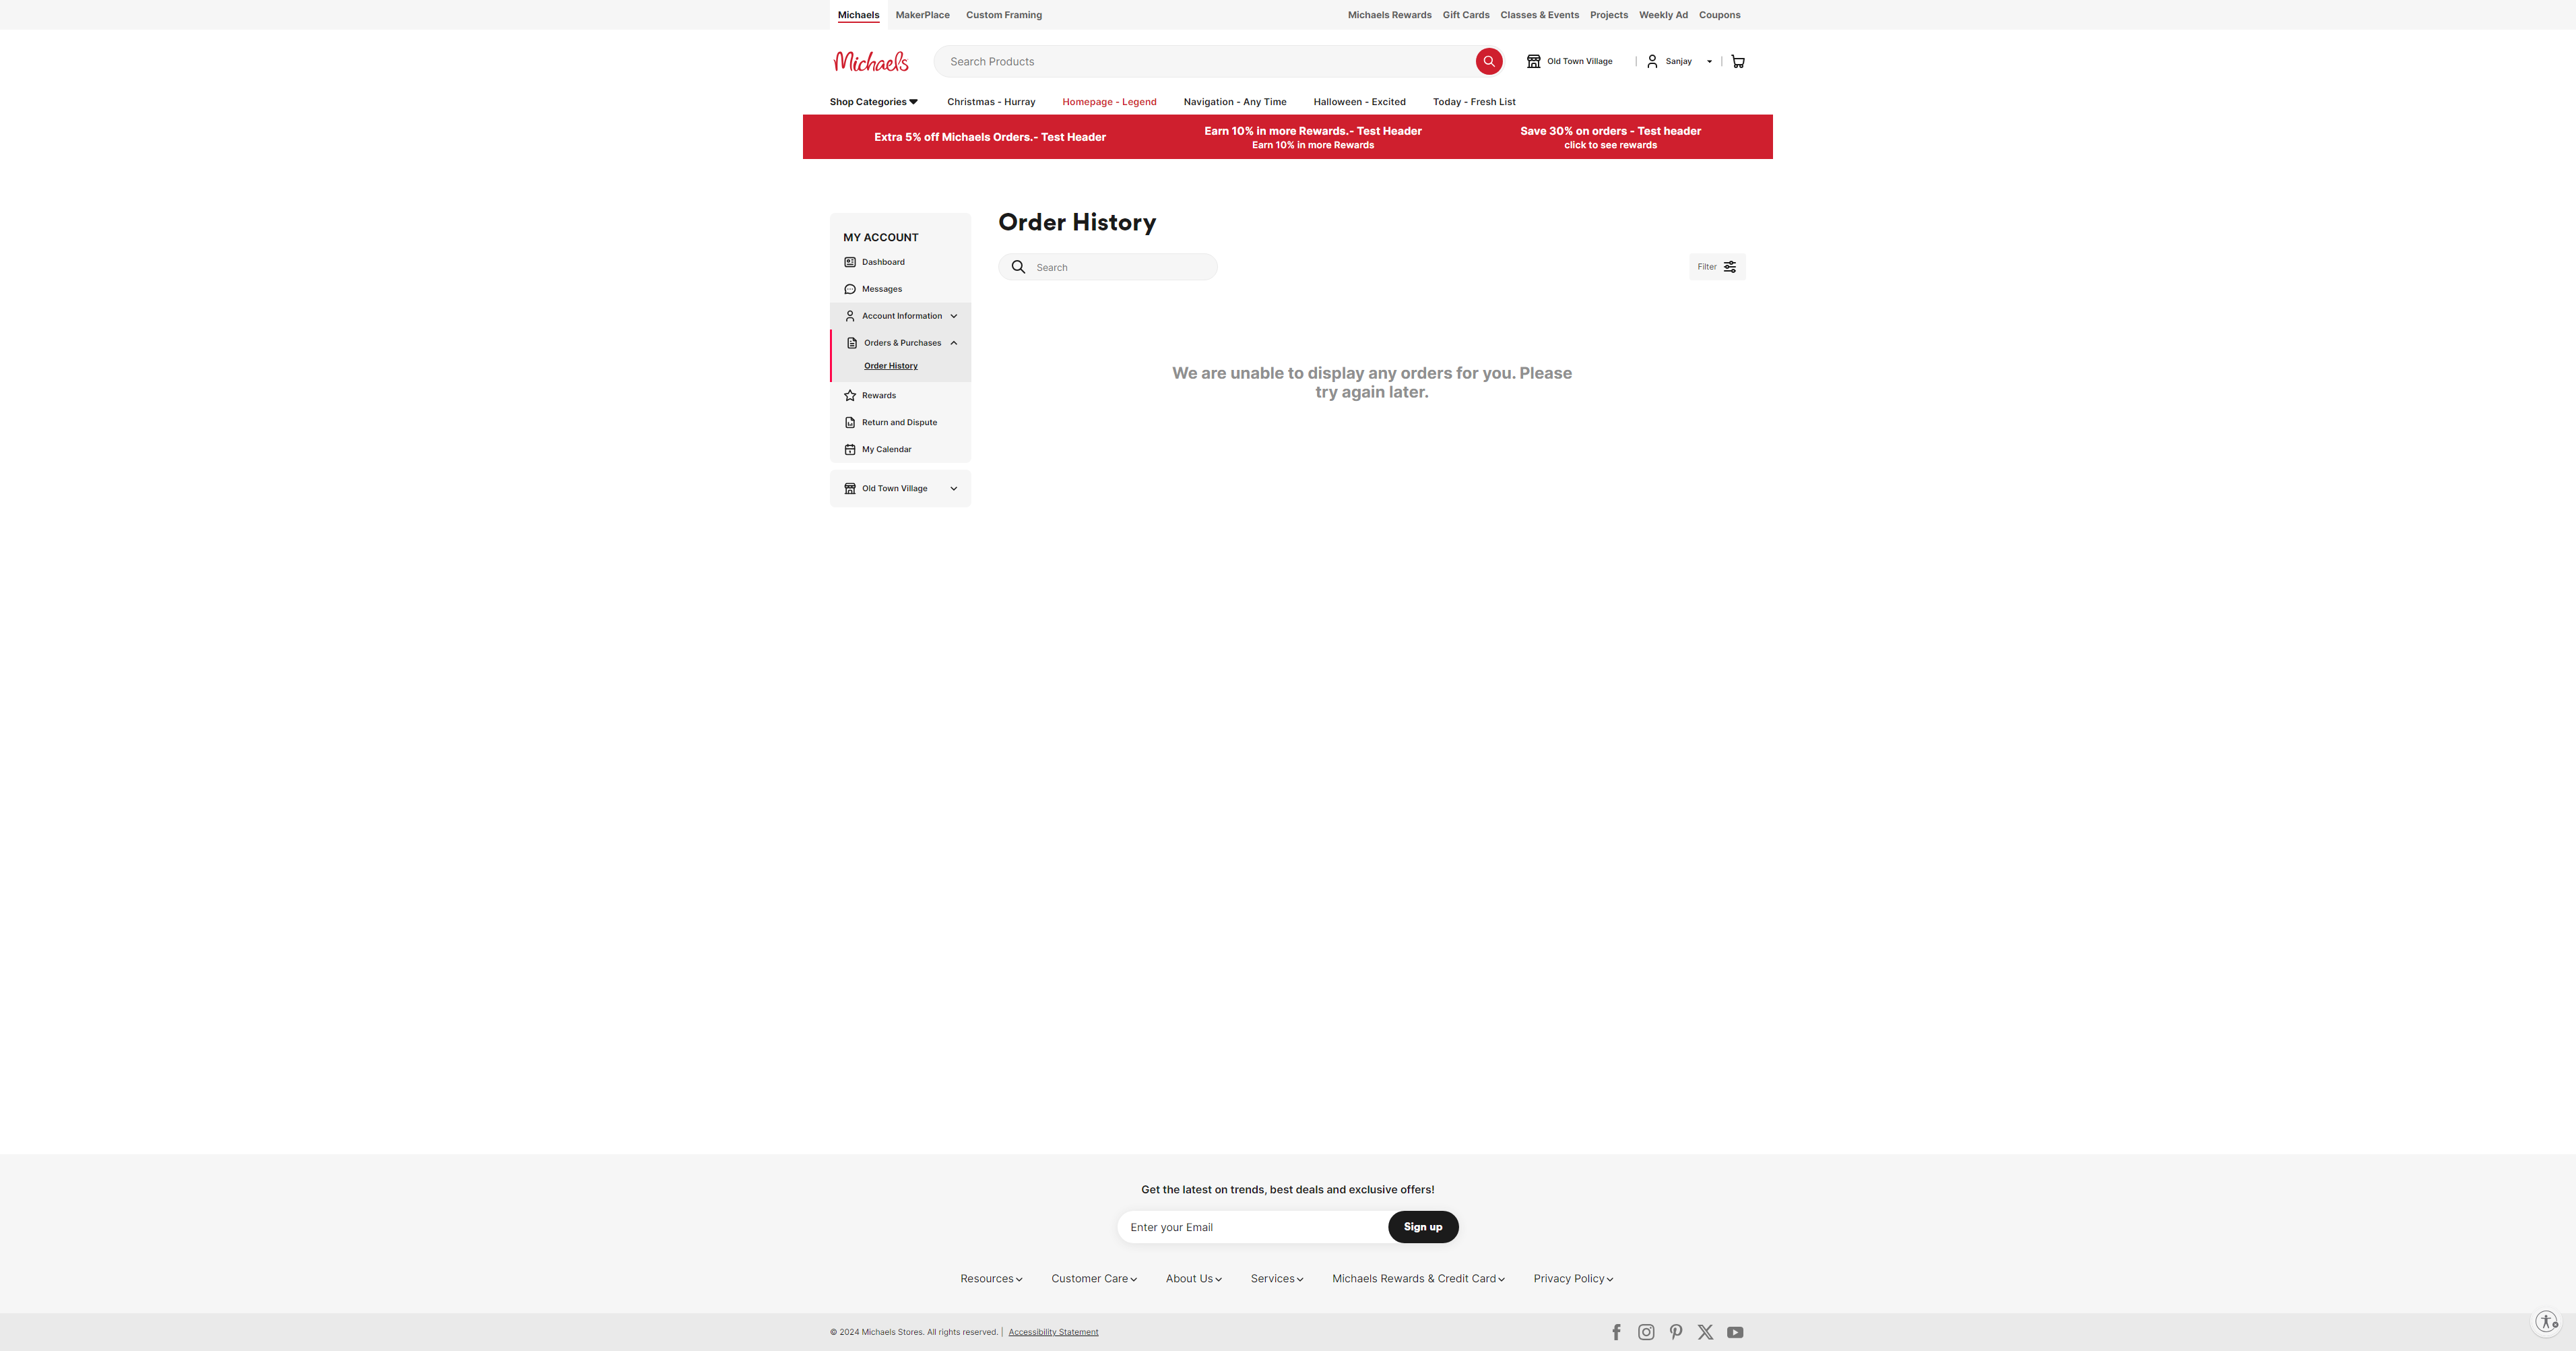 Michaels MakerPlace Custom Framing Michaels Rewards Gift Cards Classes & Events Projects Weekly Ad Coupons
Michaels Search Products Old Town Village | Sanjay |
Shop Categories Christmas - Hurray Homepage - Legend Navigation - Any Time Halloween - Excited Today - Fresh List
Extra 5% off Michaels Orders.- Test Header
Earn 10% in more Rewards.- Test Header
Earn 10% in more Rewards
Save 30% on orders - Test header
click to see rewards
MY ACCOUNT
Dashboard
Messages
Account Information
Orders & Purchases
Order History
Rewards
Return and Dispute
My Calendar
Old Town Village
Order History
Search
Filter
We are unable to display any orders for you. Please
try again later.
Get the latest on trends, best deals and exclusive offers!
Enter your Email Sign up
Resources Customer Care About Us Services Michaels Rewards & Credit Card Privacy Policy
© 2024 Michaels Stores. All rights reserved. | Accessibility Statement